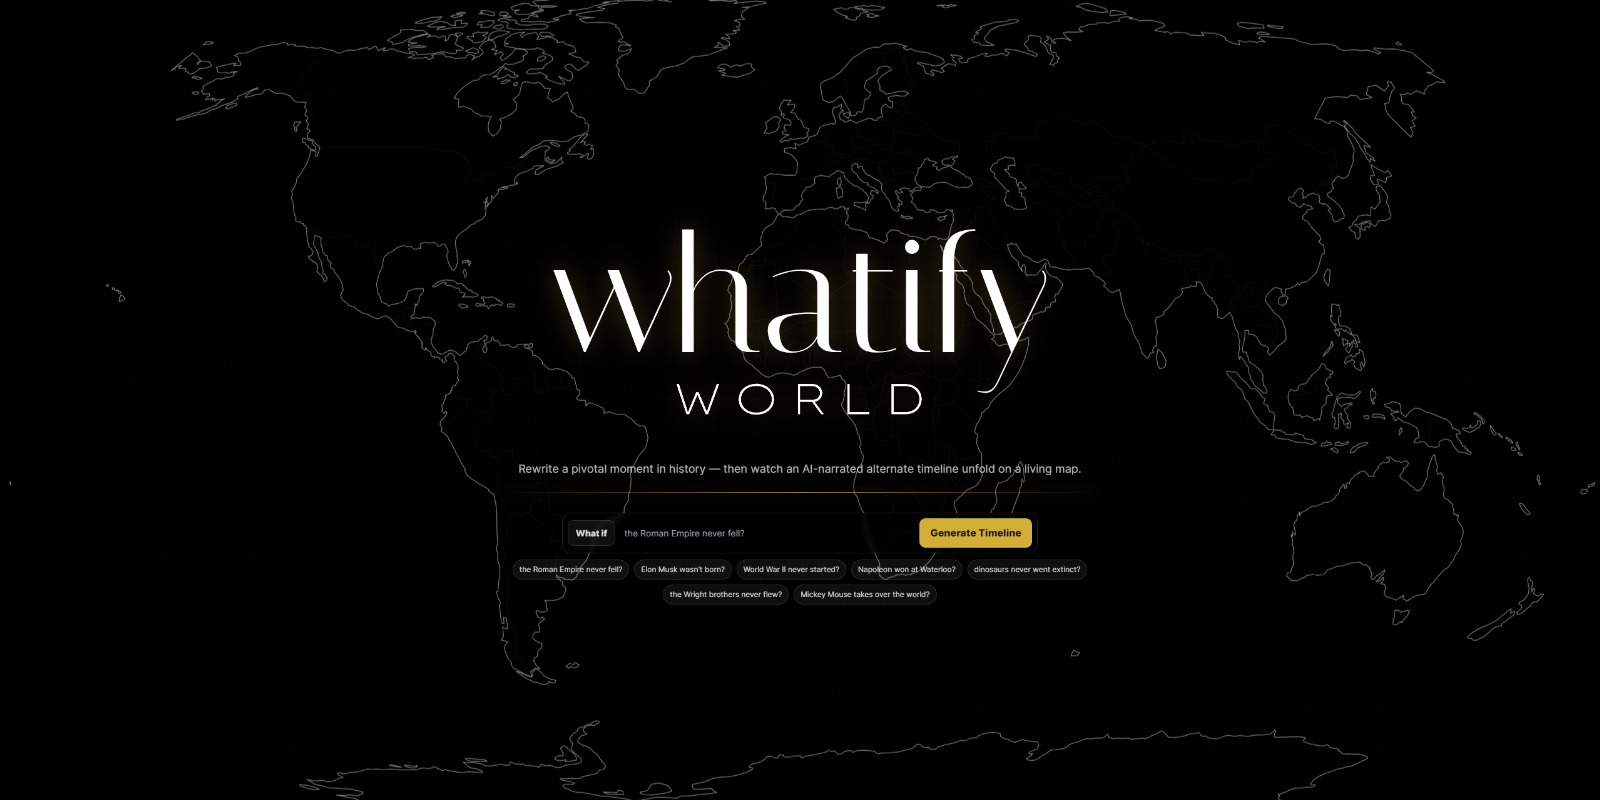 whatify
WORLD
Rewrite a pivotal moment in history — then watch an AI-narrated alternate timeline unfold on a living map.
What if the Roman Empire never fell? Generate Timeline
the Roman Empire never fell? Elon Musk wasn't born? World War II never started? Napoleon won at Waterloo? dinosaurs never went extinct?
the Wright brothers never flew? Mickey Mouse takes over the world?